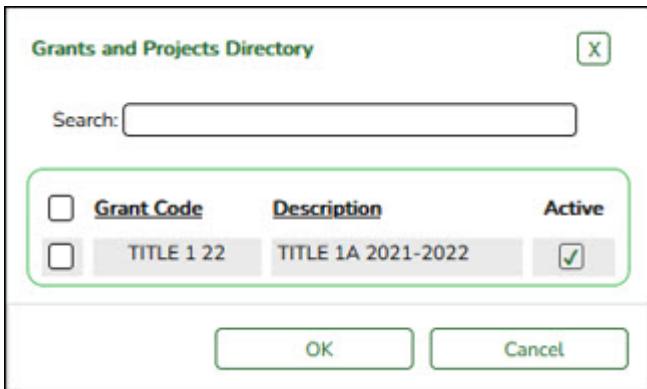 Grants and Projects Directory X
Search:
Grant Code Description Active
TITLE 1 22 TITLE 1A 2021-2022
OK Cancel